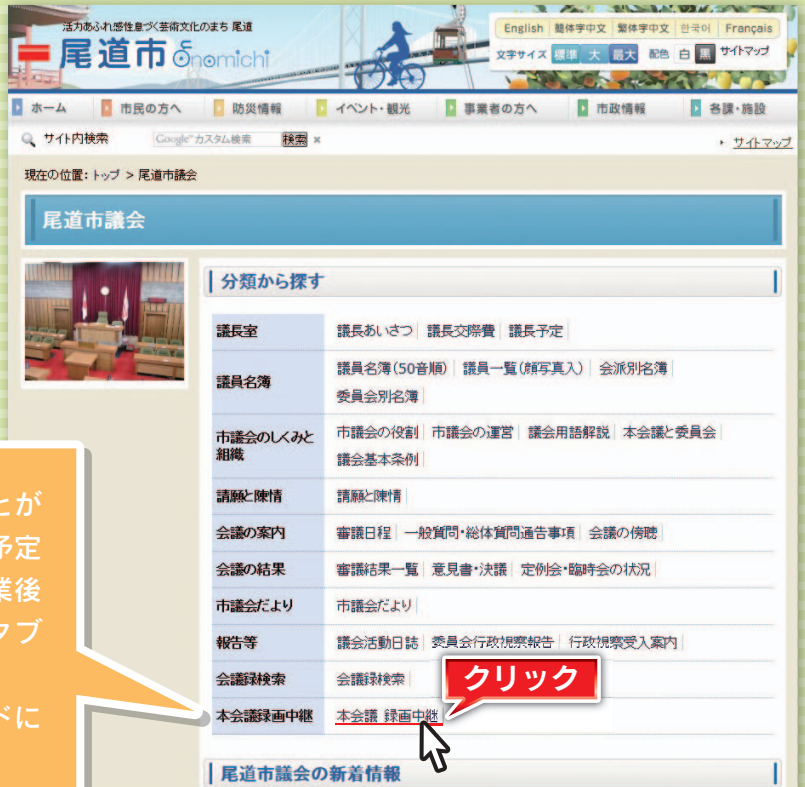 活力あふれ感性息づく芸術文化のまち 尾道
尾道市 Onomichi
English 簡体字中文 繁体字中文 한국어 Français
文字サイズ 標準 大 最大 配色 白 黒 サイトマップ
ホーム 市民の方へ 防災情報 イベント・観光 事業者の方へ 市政情報 各課・施設
サイト内検索 Google™カスタム検索 検索 × サイトマップ
現在の位置: トップ > 尾道市議会
尾道市議会
分類から探す
議長室 議長あいさつ 議長交際費 議長予定
議員名簿 議員名簿(50音順) 議員一覧(顔写真入) 会派別名簿
委員会別名簿
市議会のしくみと
組織
市議会の役割 市議会の運営 議会用語解説 本会議と委員会
議会基本条例
請願と陳情 請願と陳情
会議の案内 審議日程 一般質問・総体質問通告事項 会議の傍聴
会議の結果 審議結果一覧 意見書・決議 定例会・臨時会の状況
市議会だより 市議会だより
報告等 議会活動日誌 委員会行政視察報告 行政視察受入案内
会議録検索 会議録検索
クリック
本会議録画中継 本会議 録画中継
尾道市議会の新着情報
とが
予定
業後
クブ
ドに